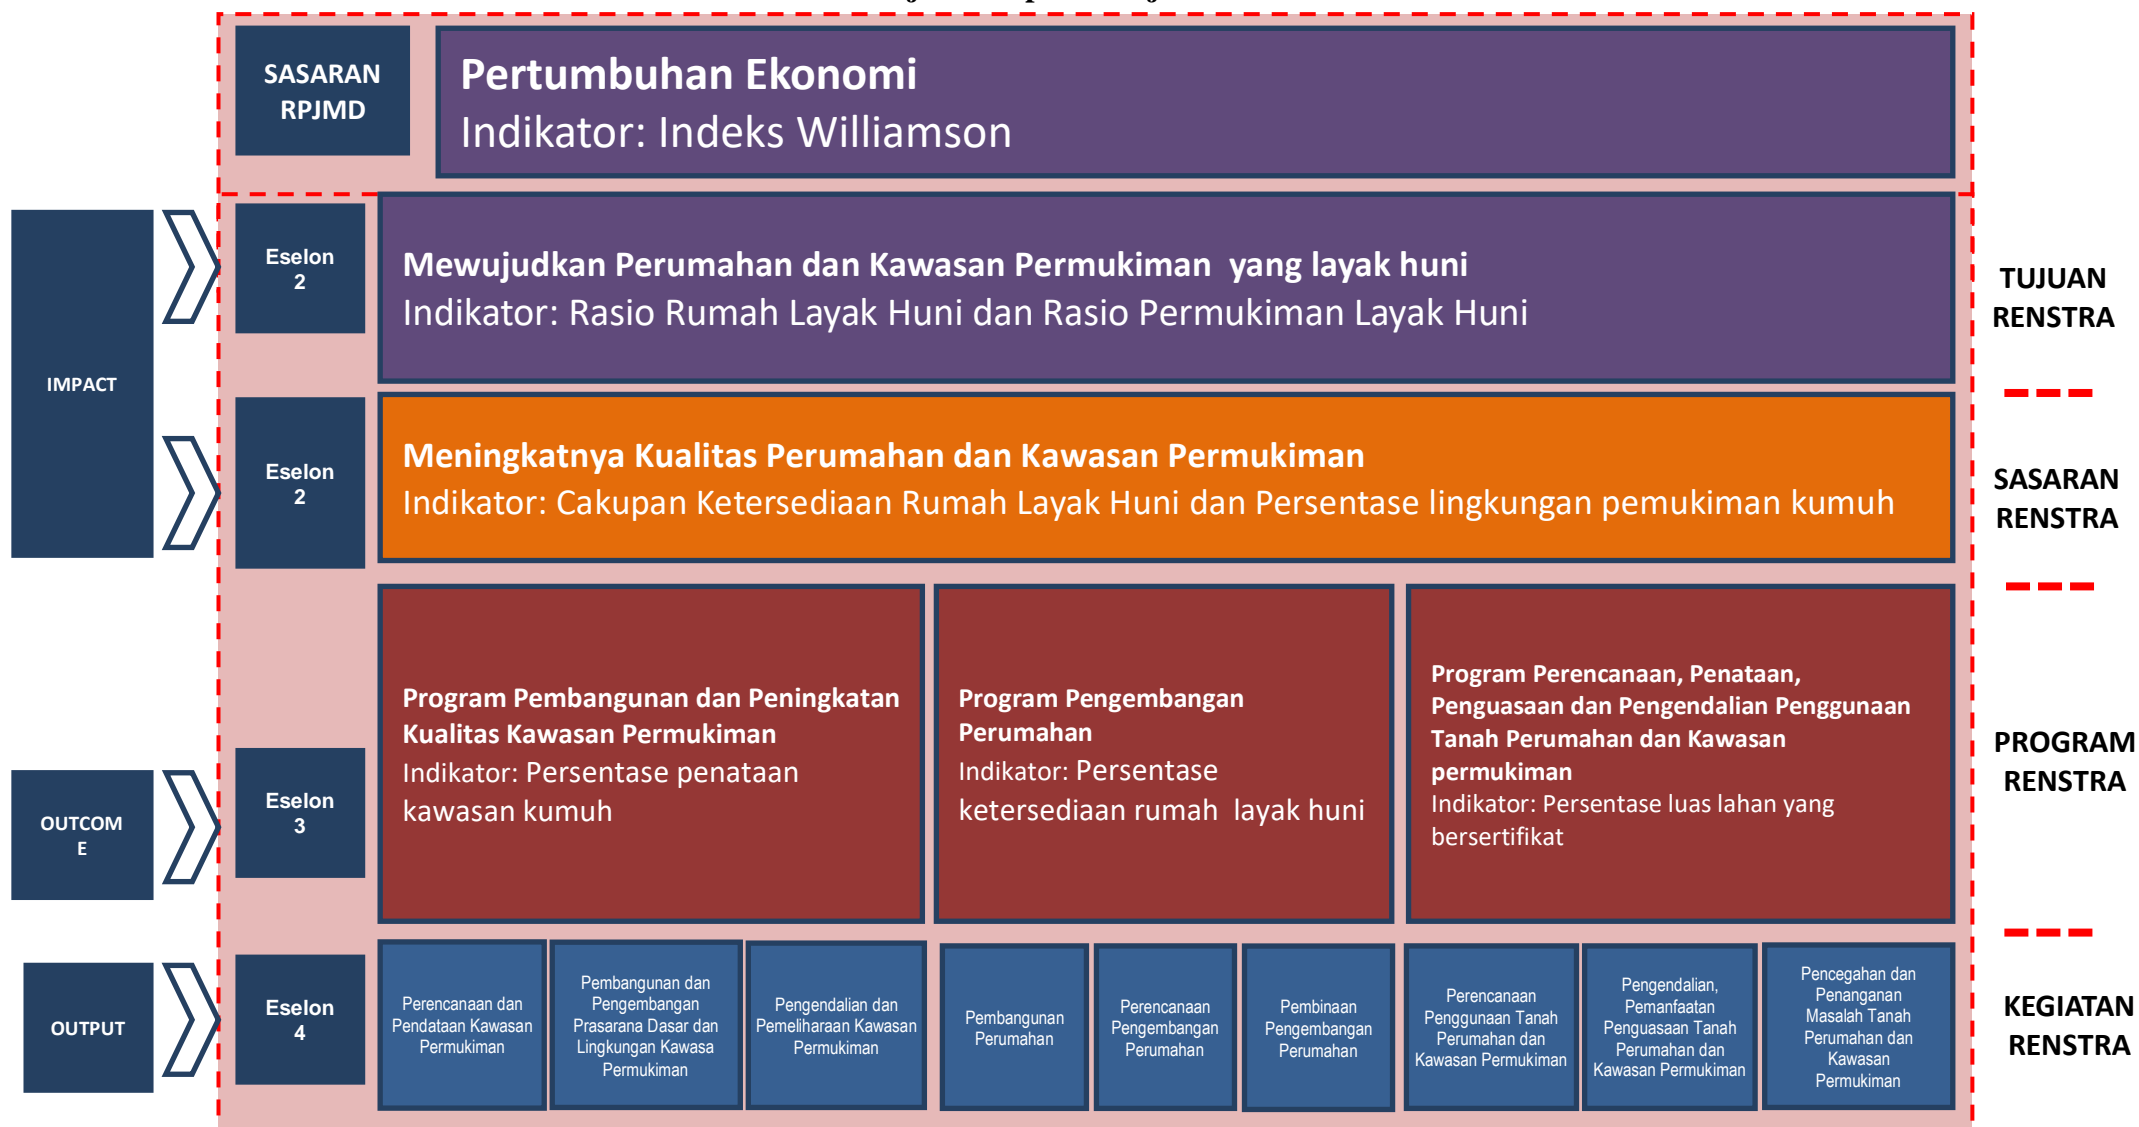 SASARAN
RPJMD
Pertumbuhan Ekonomi
Indikator: Indeks Williamson
IMPACT
Eselon
2
Mewujudkan Perumahan dan Kawasan Permukiman yang layak huni
Indikator: Rasio Rumah Layak Huni dan Rasio Permukiman Layak Huni
TUJUAN
RENSTRA
Eselon
2
Meningkatnya Kualitas Perumahan dan Kawasan Permukiman
Indikator: Cakupan Ketersediaan Rumah Layak Huni dan Persentase lingkungan pemukiman kumuh
SASARAN
RENSTRA
OUTCOM
E
Eselon
3
Program Pembangunan dan Peningkatan
Kualitas Kawasan Permukiman
Indikator: Persentase penataan
kawasan kumuh
Program Pengembangan
Perumahan
Indikator: Persentase
ketersediaan rumah layak huni
Program Perencanaan, Penataan,
Penguasaan dan Pengendalian Penggunaan
Tanah Perumahan dan Kawasan
permukiman
Indikator: Persentase luas lahan yang
bersertifikat
PROGRAM
RENSTRA
OUTPUT
Eselon
4
Perencanaan dan
Pendataan Kawasan
Permukiman
Pembangunan dan
Pengembangan
Prasarana Dasar dan
Lingkungan Kawasa
Permukiman
Pengendalian dan
Pemeliharaan Kawasan
Permukiman
Pembangunan
Perumahan
Perencanaan
Pengembangan
Perumahan
Pembinaan
Pengembangan
Perumahan
Perencanaan
Penggunaan Tanah
Perumahan dan
Kawasan Permukiman
Pengendalian,
Pemanfaatan
Penguasaan Tanah
Perumahan dan
Kawasan Permukiman
Pencegahan dan
Penanganan
Masalah Tanah
Perumahan dan
Kawasan
Permukiman
KEGIATAN
RENSTRA